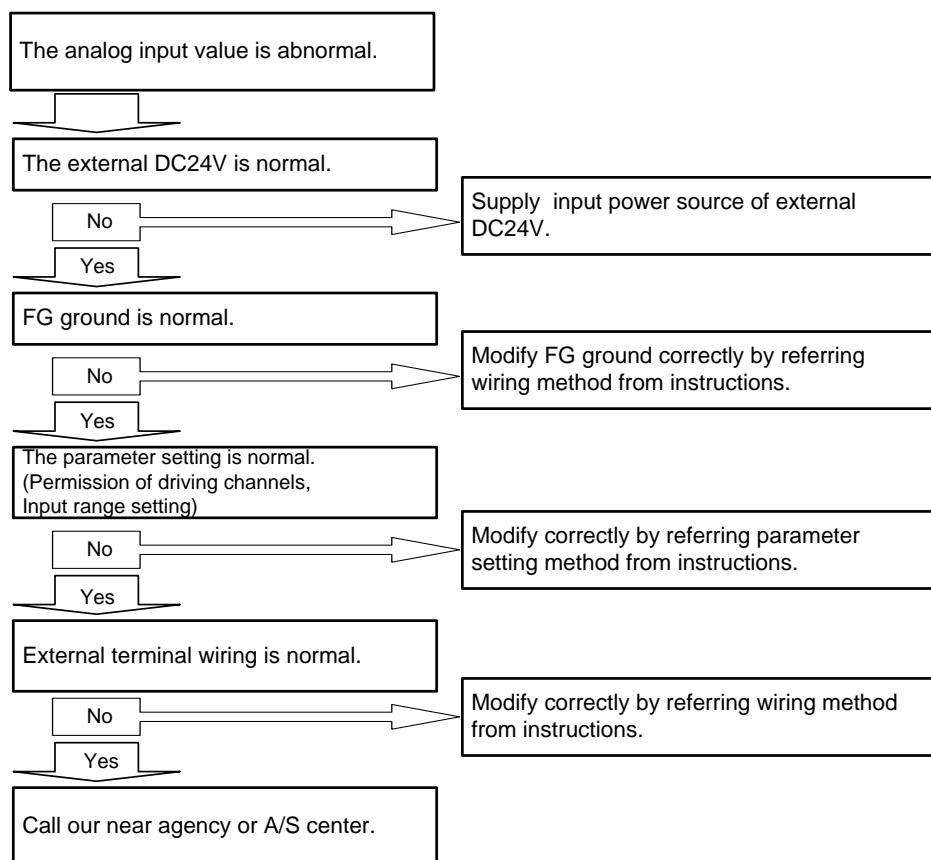 The analog input value is abnormal.
The external DC24V is normal.
No
Supply input power source of external
DC24V.
Yes
FG ground is normal.
No
Modify FG ground correctly by referring
wiring method from instructions.
Yes
The parameter setting is normal.
(Permission of driving channels,
Input range setting)
No
Modify correctly by referring parameter
setting method from instructions.
Yes
External terminal wiring is normal.
No
Modify correctly by referring wiring method
from instructions.
Yes
Call our near agency or A/S center.